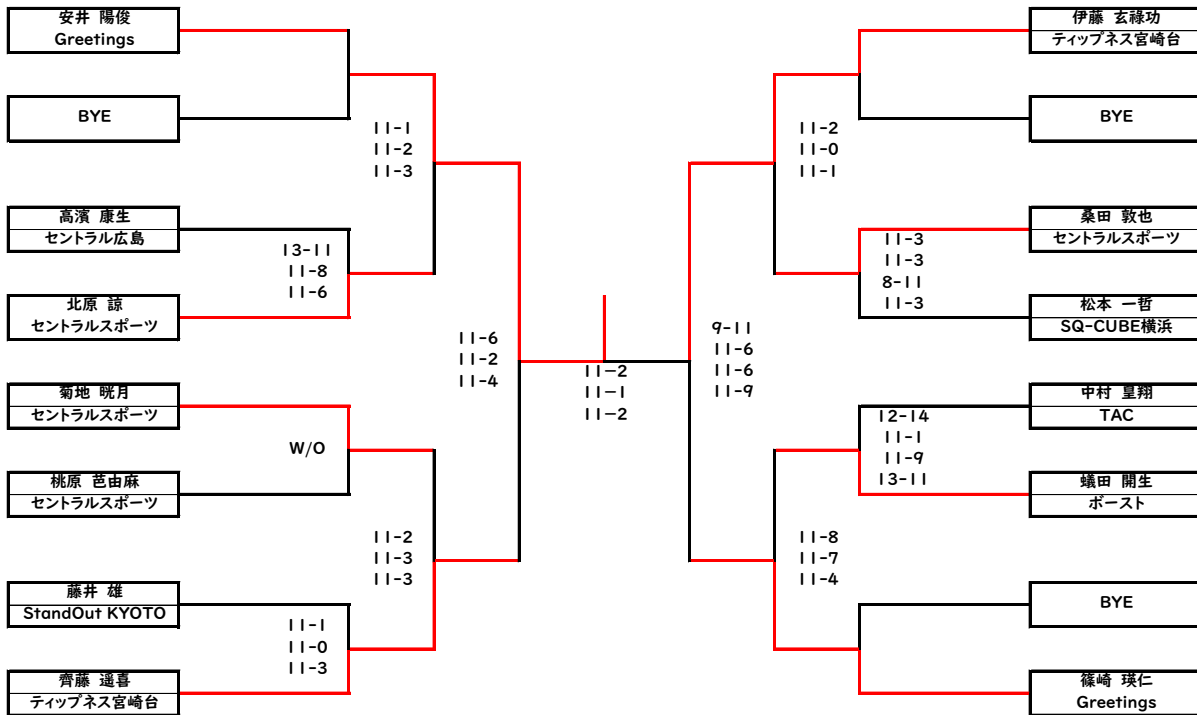 安井 陽俊
Greetings
BYE
11-1
11-2
11-3
高濱 康生
セントラル広島
13-11
11-8
11-6
北原 諒
セントラルスポーツ
11-6
11-2
11-4
菊地 晄月
セントラルスポーツ
W/O
桃原 芭由麻
セントラルスポーツ
11-2
11-3
11-3
藤井 雄
StandOut KYOTO
11-1
11-0
11-3
齊藤 遥喜
ティップネス宮崎台
11-2
11-1
11-2
伊藤 玄祿功
ティップネス宮崎台
BYE
11-2
11-0
11-1
桑田 敦也
セントラルスポーツ
11-3
11-3
8-11
11-3
松本 一哲
SQ-CUBE横浜
9-11
11-6
11-6
11-9
中村 皇翔
TAC
12-14
11-1
11-9
13-11
蟻田 開生
ボースト
11-8
11-7
11-4
BYE
篠崎 瑛仁
Greetings